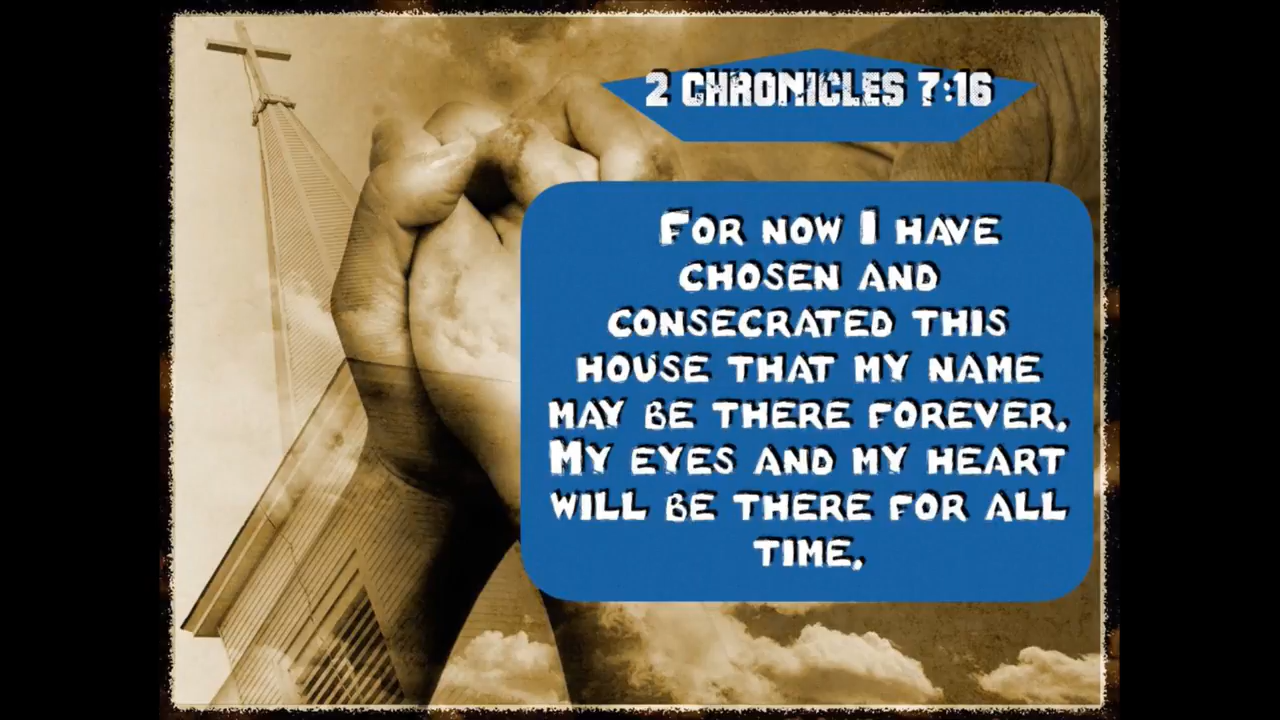 2 CHRONICLES 7:16
FOR NOW I HAVE
CHOSEN AND
CONSECRATED THIS
HOUSE THAT MY NAME
MAY BE THERE FOREVER.
MY EYES AND MY HEART
WILL BE THERE FOR ALL
TIME.